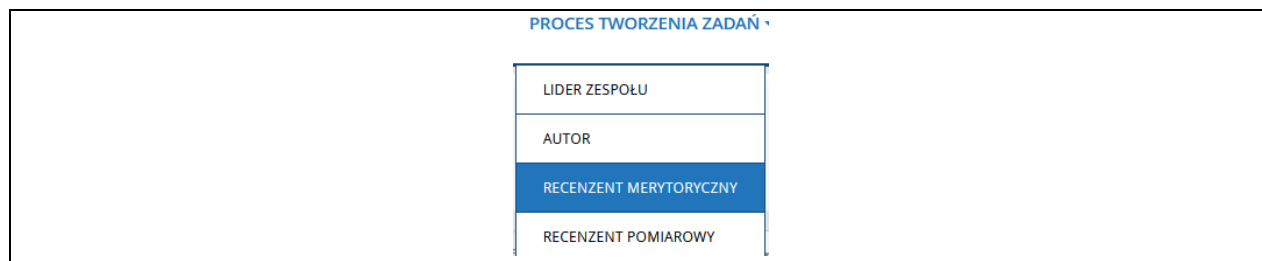 PROCES TWORZENIA ZADAŃ
LIDER ZESPOŁU
AUTOR
RECENZENT MERYTORYCZNY
RECENZENT POMIAROWY